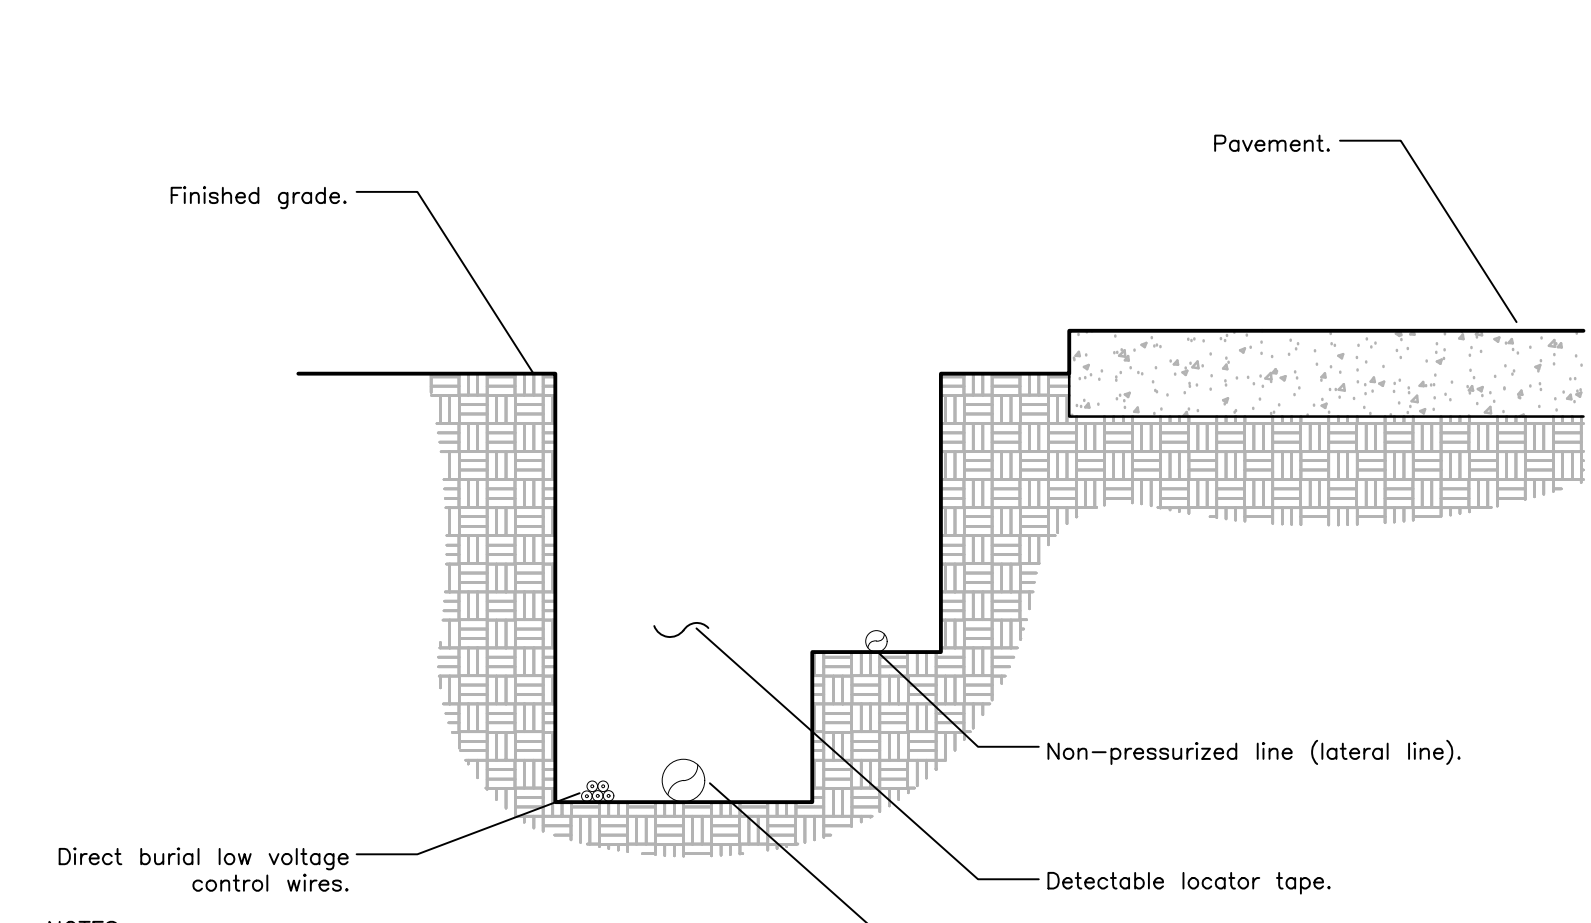 Pavement.
Finished grade.
Non-pressurized line (lateral line).
Direct burial low voltage
control wires.
Detectable locator tape.